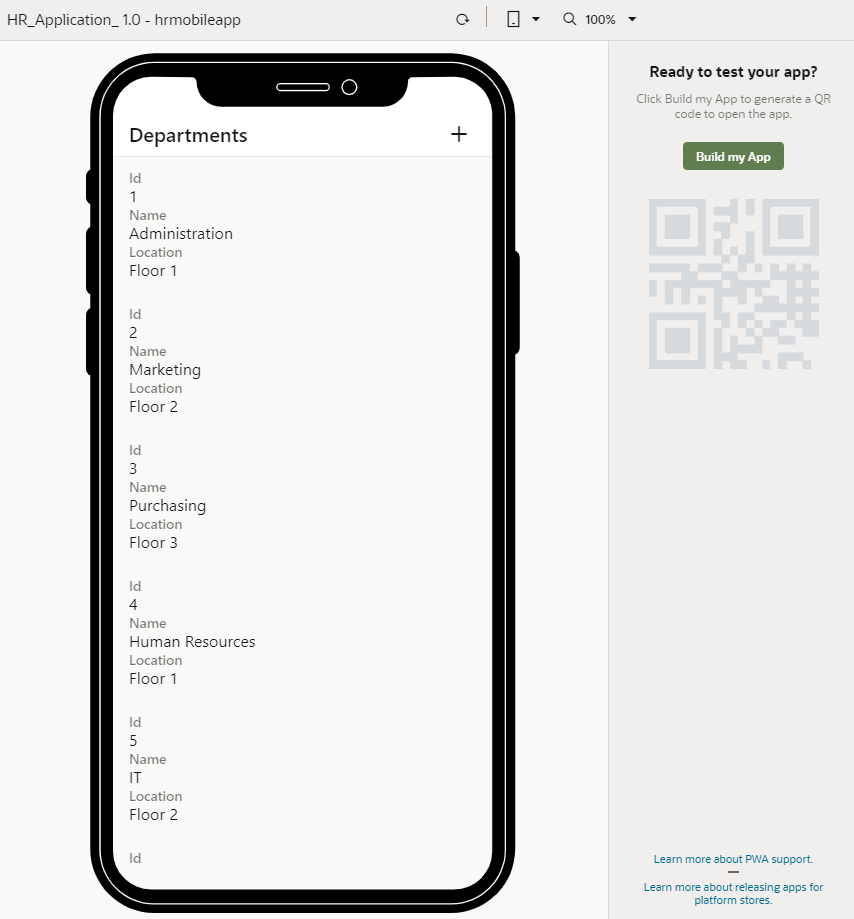 HR_Application_ 1.0 - hrmobileapp
100%
Departments
Id
1
Name
Administration
Location
Floor 1
Id
2
Name
Marketing
Location
Floor 2
Id
3
Name
Purchasing
Location
Floor 3
Id
4
Name
Human Resources
Location
Floor 1
Id
5
Name
IT
Location
Floor 2
Id
Ready to test your app?
Click Build my App to generate a QR
code to open the app.
Build my App
Learn more about PWA support.
Learn more about releasing apps for
platform stores.